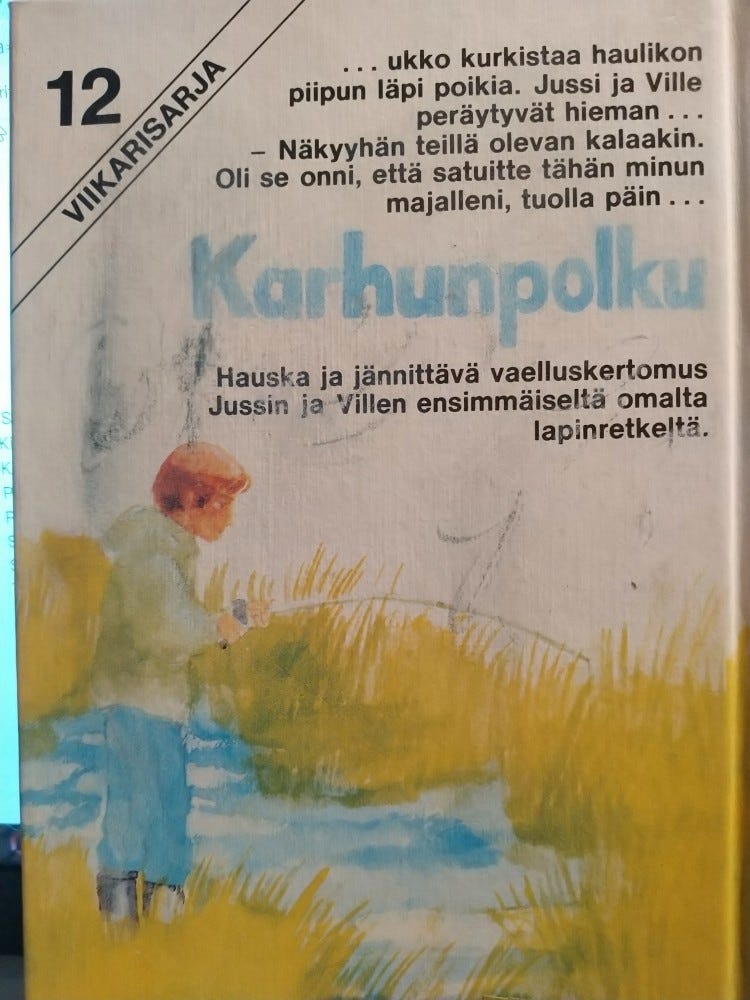 12
VIIKARISARJA
... ukko kurkistaa haulikon
piipun läpi poikia. Jussi ja Ville
peräytyvät hieman ...
– Näkyyhän teillä olevan kalaakin.
Oli se onni, että satuitte tähän minun
majalleni, tuolla päin ...
Karhunpolku
Hauska ja jännittävä vaelluskertomus
Jussin ja Villen ensimmäiseltä omalta
lapinretkeltä.